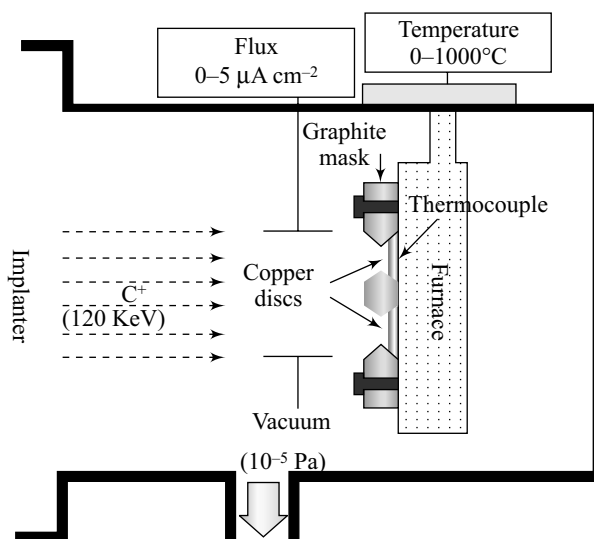 Flux
0–5 μA cm⁻²
Temperature
0–1000°C
Graphite
mask
Thermocouple
Implanter
C⁺
(120 KeV)
Copper
discs
Furnace
Vacuum
(10⁻⁵ Pa)